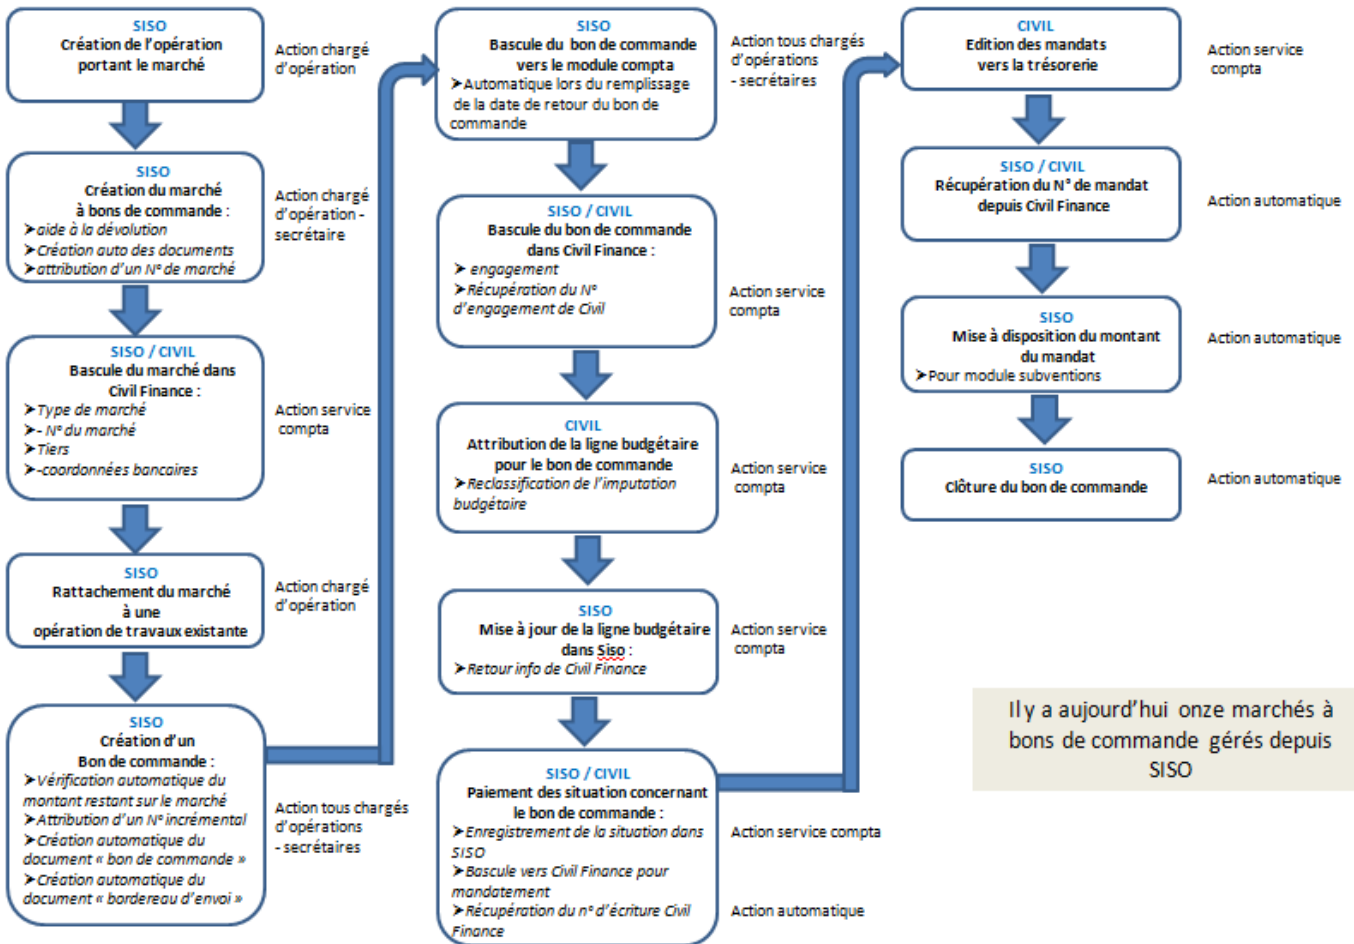 SISO
Création de l'opération
portant le marché
Action chargé
d'opération
SISO
Création du marché
à bons de commande :
➤aide à la dévolution
➤Création auto des documents
➤attribution d'un N° de marché
Action chargé
d'opération -
secrétaire
SISO / CIVIL
Bascule du marché dans
Civil Finance :
➤Type de marché
➤- N° du marché
➤Tiers
➤-coordonnées bancaires
Action service
compta
SISO
Rattachement du marché
à une
opération de travaux existante
Action chargé
d'opération
SISO
Création d'un
Bon de commande :
➤Vérification automatique du
montant restant sur le marché
➤Attribution d'un N° incrémental
➤Création automatique du
document « bon de commande »
➤Création automatique du
document « bordereau d'envoi »
Action tous chargés
d'opérations
- secrétaires
SISO
Bascule du bon de commande
vers le module compta
➤Automatique lors du remplissage
de la date de retour du bon de
commande
Action tous chargés
d'opérations
- secrétaires
SISO / CIVIL
Bascule du bon de commande
dans Civil Finance :
➤ engagement
➤Récupération du N°
d'engagement de Civil
Action service
compta
CIVIL
Attribution de la ligne budgétaire
pour le bon de commande
➤Reclassification de l'imputation
budgétaire
Action service
compta
SISO
Mise à jour de la ligne budgétaire
dans Siso :
➤Retour info de Civil Finance
Action service
compta
SISO / CIVIL
Paiement des situation concernant
le bon de commande :
➤Enregistrement de la situation dans
SISO
➤Bascule vers Civil Finance pour
mandatement
➤Récupération du n° d'écriture Civil
Finance
Action service compta
Action automatique
CIVIL
Edition des mandats
vers la trésorerie
Action service
compta
SISO / CIVIL
Récupération du N° de mandat
depuis Civil Finance
Action automatique
SISO
Mise à disposition du montant
du mandat
➤Pour module subventions
Action automatique
SISO
Clôture du bon de commande
Action automatique
Il y a aujourd'hui onze marchés à
bons de commande gérés depuis
SISO